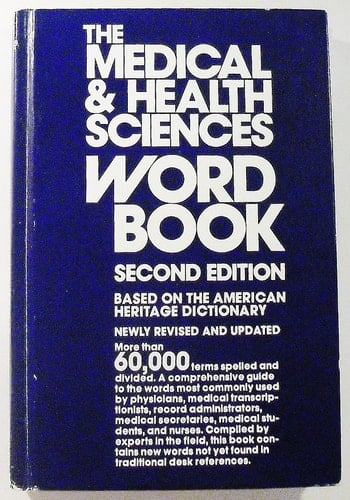 THE
MEDICAL
& HEALTH
SCIENCES
WORD
BOOK
SECOND EDITION
BASED ON THE AMERICAN
HERITAGE DICTIONARY
NEWLY REVISED AND UPDATED
More than
60,000 terms spelled and
divided. A comprehensive guide
to the words most commonly used
by physicians, medical transcrip-
tionists, record administrators,
medical secretaries, medical stu-
dents, and nurses. Compiled by
experts in the field, this book con-
tains new words not yet found in
traditional desk references.